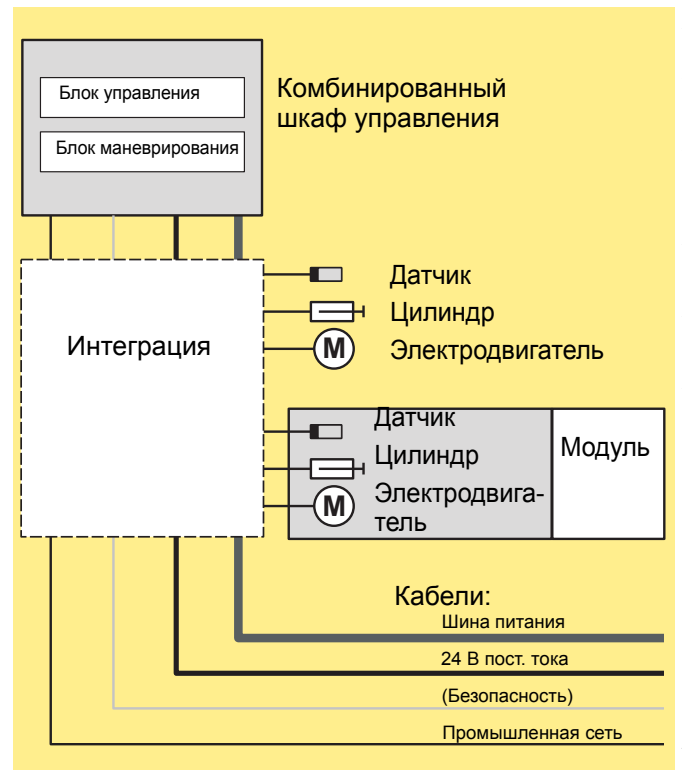 Блок управления
Блок маневрирования
Комбинированный
шкаф управления
Интеграция
Датчик
Цилиндр
M
Электродвигатель
Датчик
Цилиндр
M
Электродвига-
тель
Модуль
Кабели:
Шина питания
24 В пост. тока
(Безопасность)
Промышленная сеть